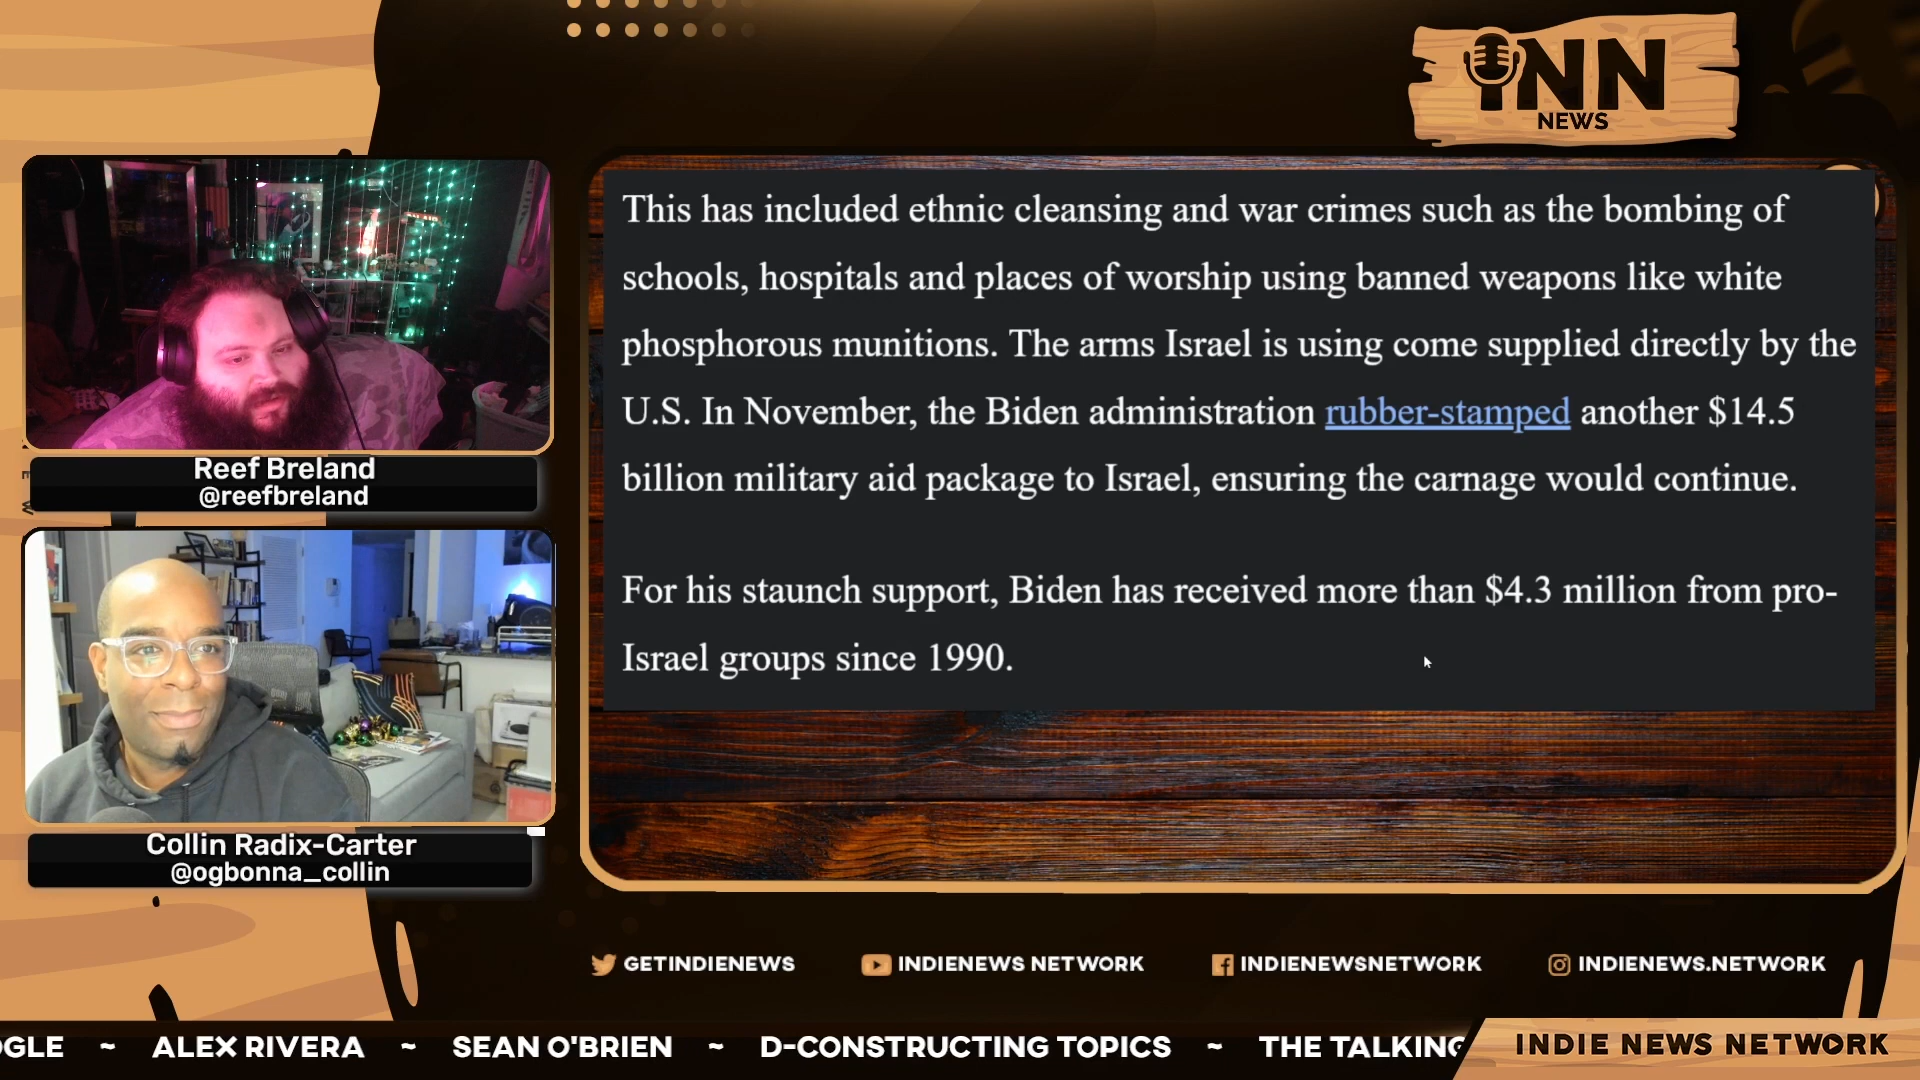 iNN
NEWS
This has included ethnic cleansing and war crimes such as the bombing of
schools, hospitals and places of worship using banned weapons like white
phosphorous munitions. The arms Israel is using come supplied directly by the
U.S. In November, the Biden administration rubber-stamped another $14.5
billion military aid package to Israel, ensuring the carnage would continue.
For his staunch support, Biden has received more than $4.3 million from pro-
Israel groups since 1990.
Reef Breland
@reefbreland
Collin Radix-Carter
@ogbonna_collin
GETINDIENEWS
INDIENEWS NETWORK
INDIENEWSNETWORK
INDIENEWS.NETWORK
OGLE ~ ALEX RIVERA ~ SEAN O'BRIEN ~ D-CONSTRUCTING TOPICS ~ THE TALKING
INDIE NEWS NETWORK